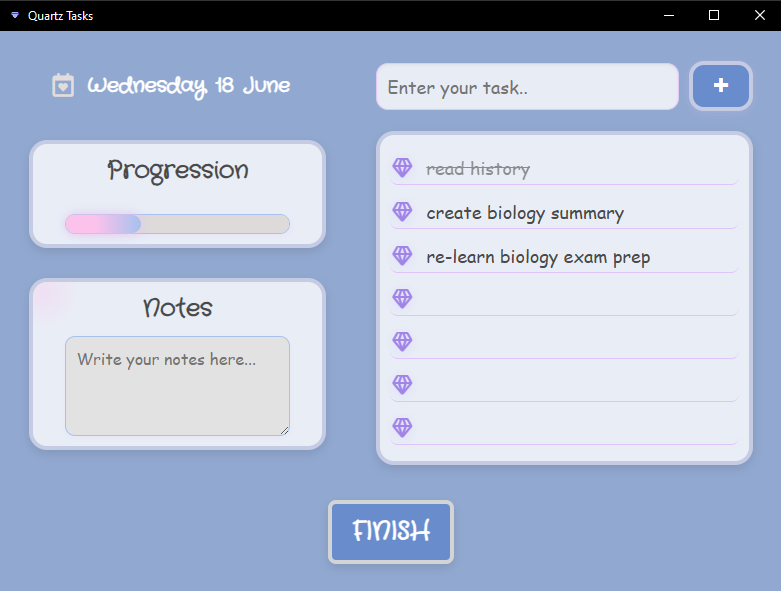 Quartz Tasks
Wednesday, 18 June
Enter your task..
+
Progression
read history
create biology summary
re-learn biology exam prep
Notes
Write your notes here...
FINISH